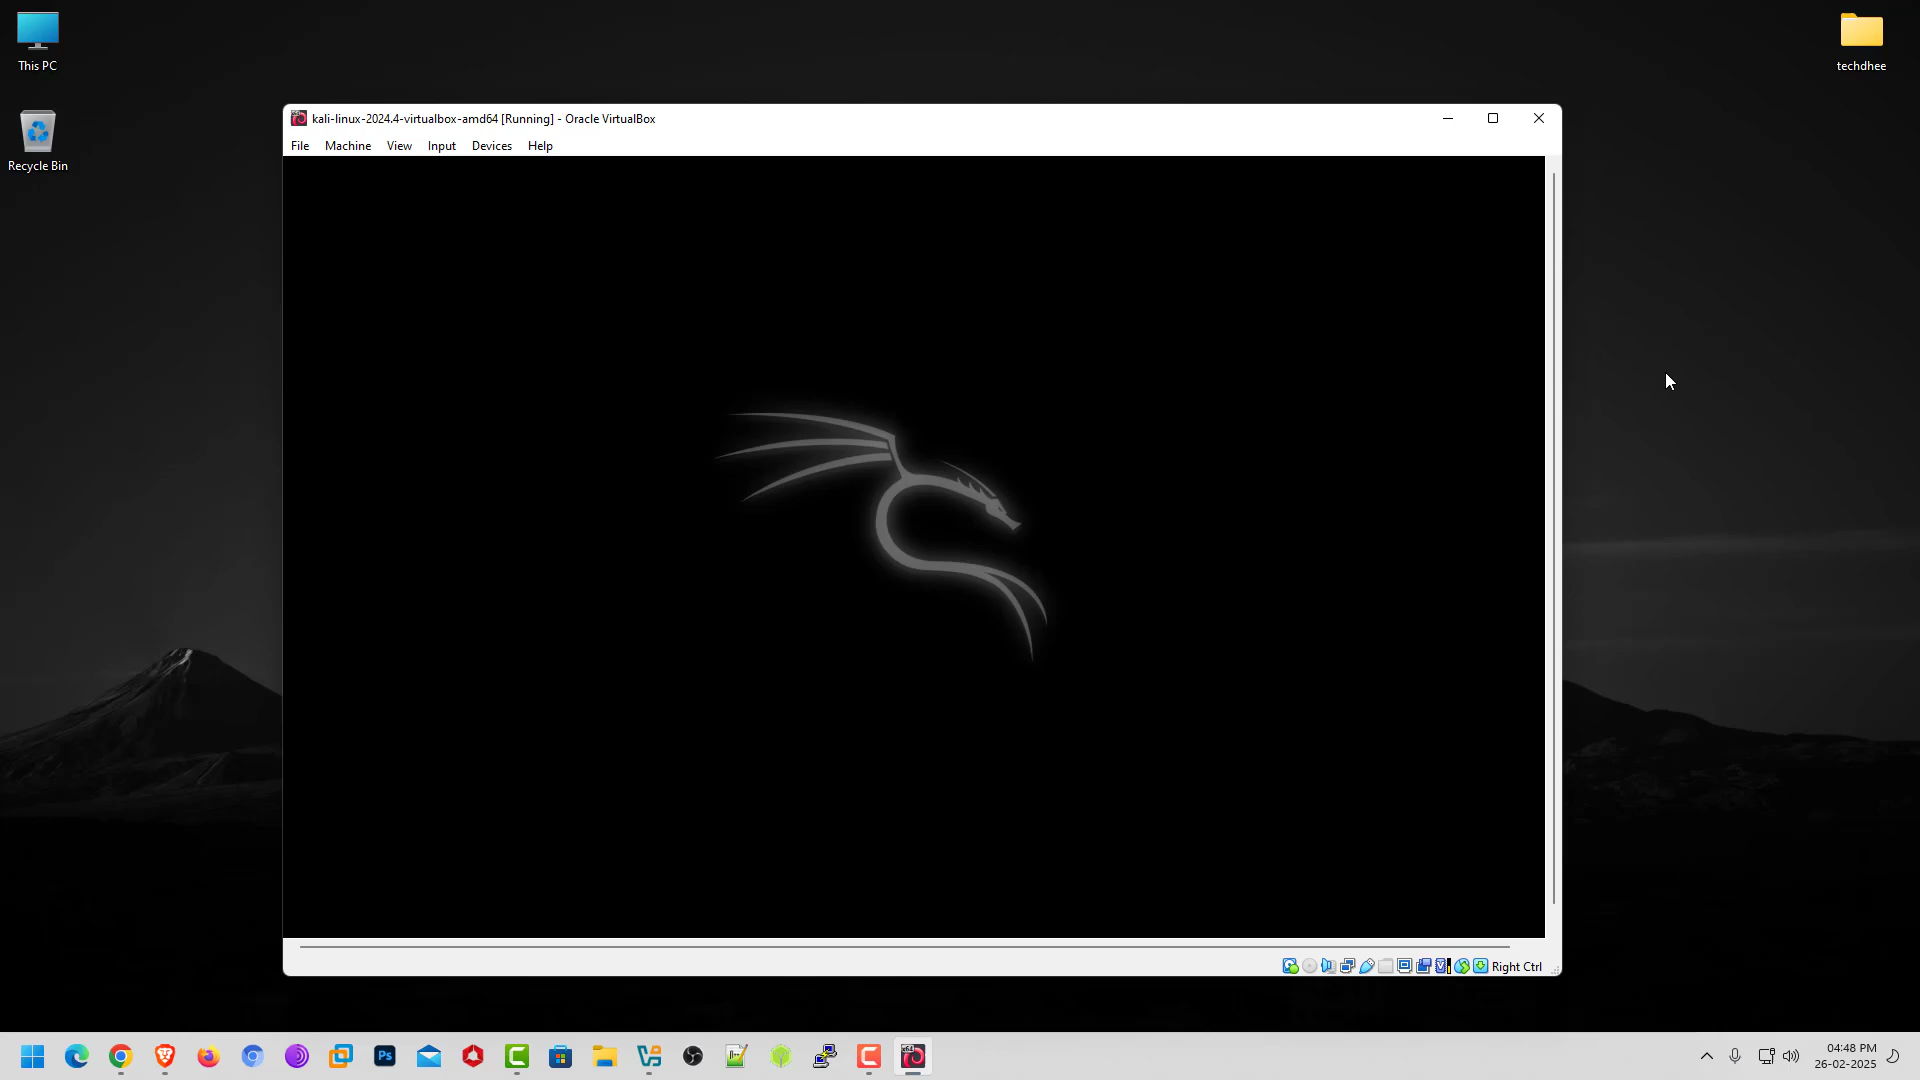 This PC
techdhee
Recycle Bin
kali-linux-2024.4-virtualbox-amd64 [Running] - Oracle VirtualBox
File Machine View Input Devices Help
Right Ctrl
Ps
04:48 PM
26-02-2025